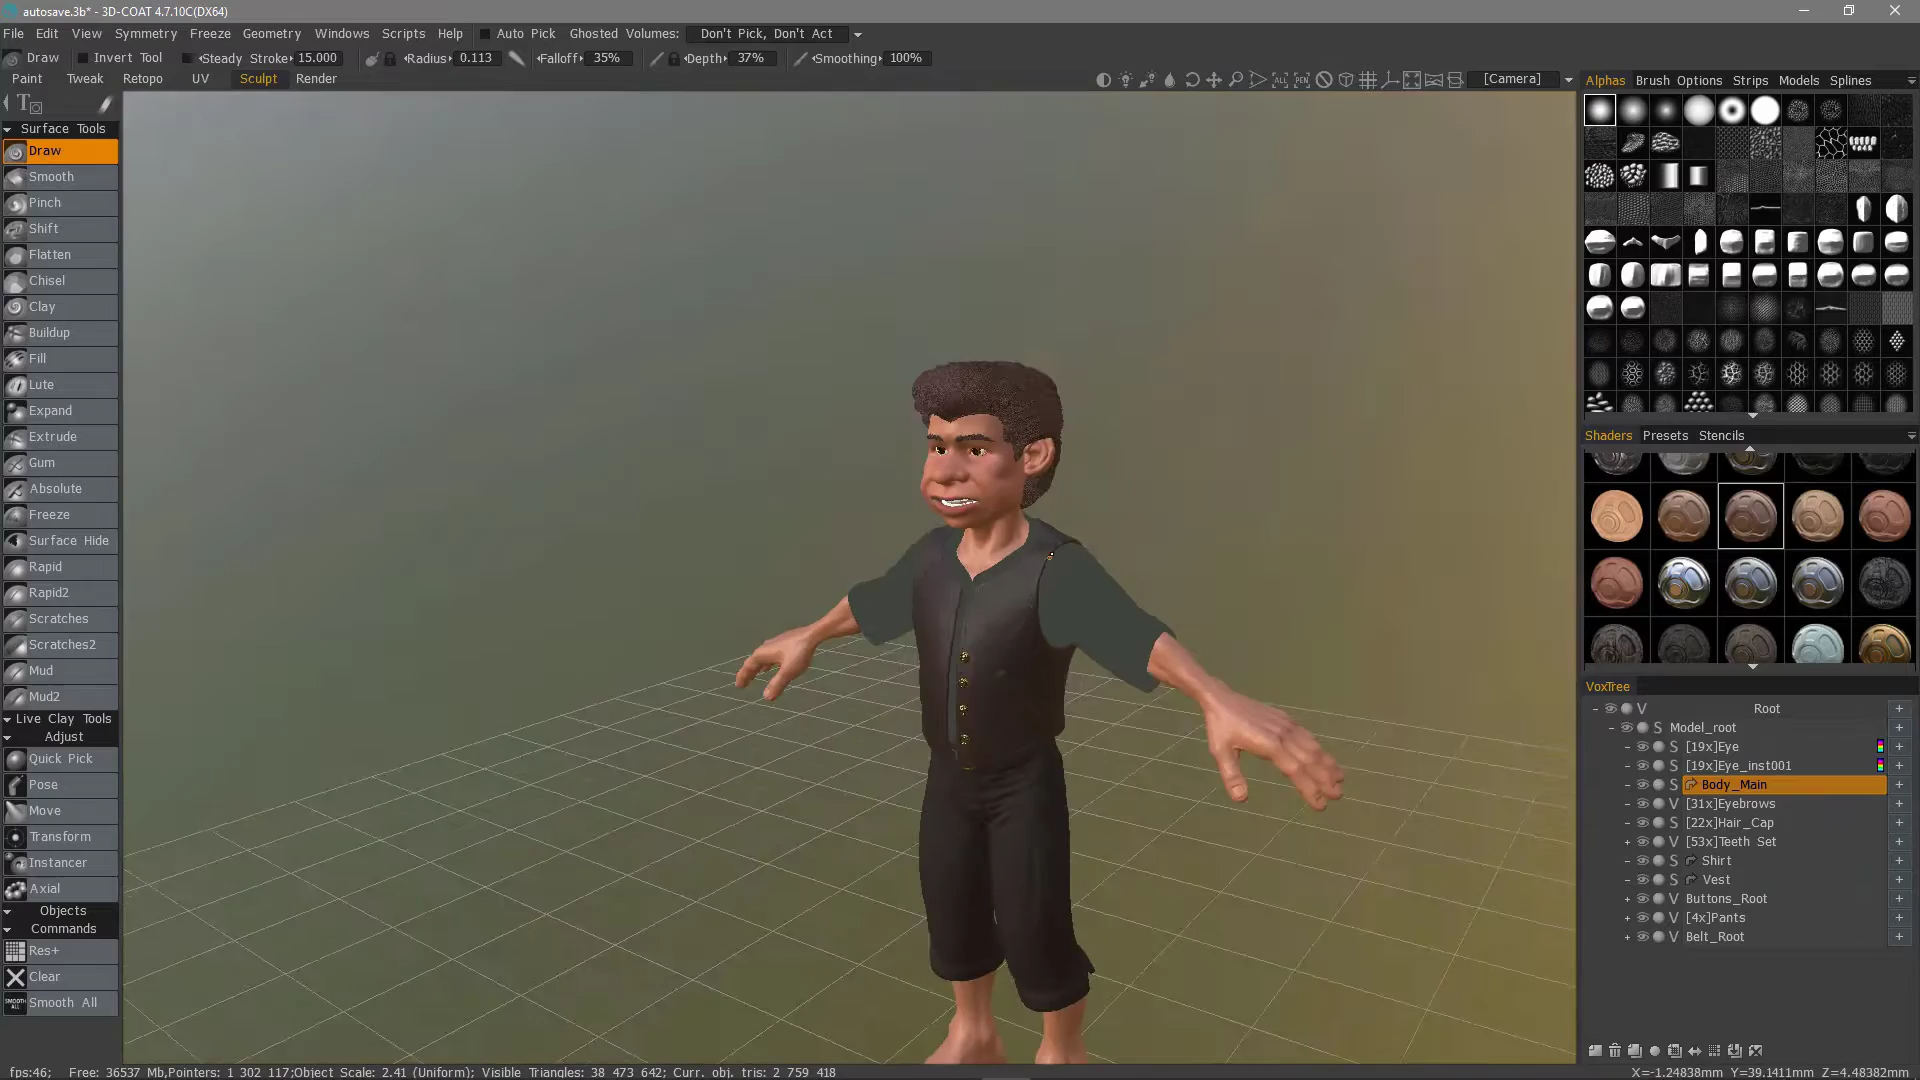 autosave.3b* - 3D-COAT 4.7.10C(DX64)
File Edit View Symmetry Freeze Geometry Windows Scripts Help Auto Pick Ghosted Volumes: Don't Pick, Don't Act
Draw Invert Tool Steady Stroke 15.000 Radius 0.113 Falloff 35% Depth 37% Smoothing 100%
Paint Tweak Retopo UV Sculpt Render [Camera]
Surface Tools
Draw
Smooth
Pinch
Shift
Flatten
Chisel
Clay
Buildup
Fill
Lute
Expand
Extrude
Gum
Absolute
Freeze
Surface Hide
Rapid
Rapid2
Scratches
Scratches2
Mud
Mud2
Live Clay Tools
Adjust
Quick Pick
Pose
Move
Transform
Instancer
Axial
Objects
Commands
Res+
Clear
SMOOTH ALL Smooth All
Alphas Brush Options Strips Models Splines
Shaders Presets Stencils
VoxTree
V Root
S Model_root
S [19x]Eye
S [19x]Eye_inst001
S Body_Main
V [31x]Eyebrows
S [22x]Hair_Cap
V [53x]Teeth Set
S Shirt
S Vest
V Buttons_Root
V [4x]Pants
V Belt_Root
fps:46; Free: 36537 Mb,Pointers: 1 302 117;Object Scale: 2.41 (Uniform); Visible Triangles: 38 473 642; Curr. obj. tris: 2 759 418
X=-1.24838mm Y=39.1411mm Z=4.48382mm